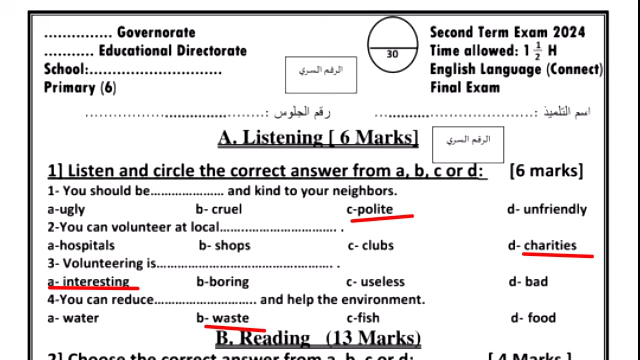 ............... Governorate
........... Educational Directorate
School:..............................
Primary (6)
30
Second Term Exam 2024
Time allowed: 1 1/2 H
English Language (Connect)
Final Exam
الرقم السري
اسم التلميذ :.................................. رقم الجلوس :..................................
A. Listening [ 6 Marks]
الرقم السري
1] Listen and circle the correct answer from a, b, c or d: [6 marks]
1- You should be………………… and kind to your neighbors.
a-ugly b- cruel c-polite d- unfriendly
2-You can volunteer at local…….……………………. .
a-hospitals b- shops c- clubs d- charities
3- Volunteering is……………………………….……. .
a- interesting b-boring c- useless d- bad
4-You can reduce………………………. and help the environment.
a- water b- waste c-fish d- food
B. Reading (13 Marks)
2] Choose the correct answer from a, b, c or d: [ 4 Marks ]